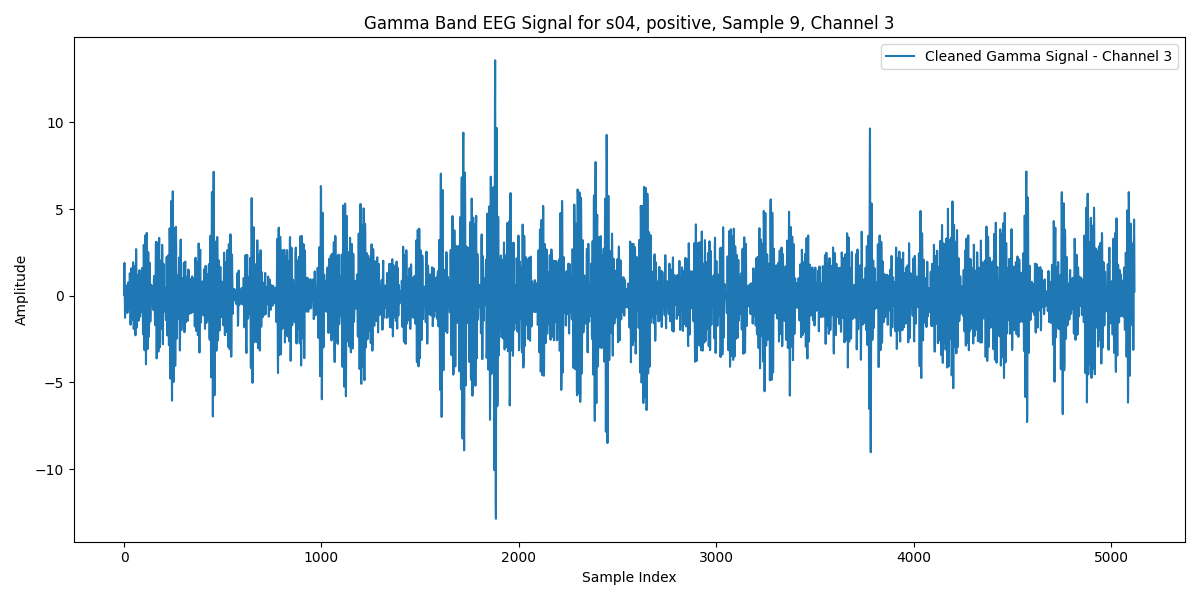 Gamma Band EEG Signal for s04, positive, Sample 9, Channel 3
Cleaned Gamma Signal - Channel 3
Amplitude
10
5
0
−5
−10
0 1000 2000 3000 4000 5000
Sample Index